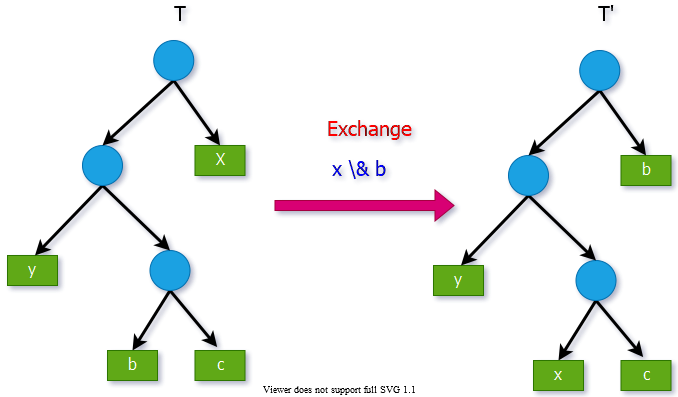 T
T'
Exchange
x \& b
X
b
y
y
b
c
x
c
Viewer does not support full SVG 1.1